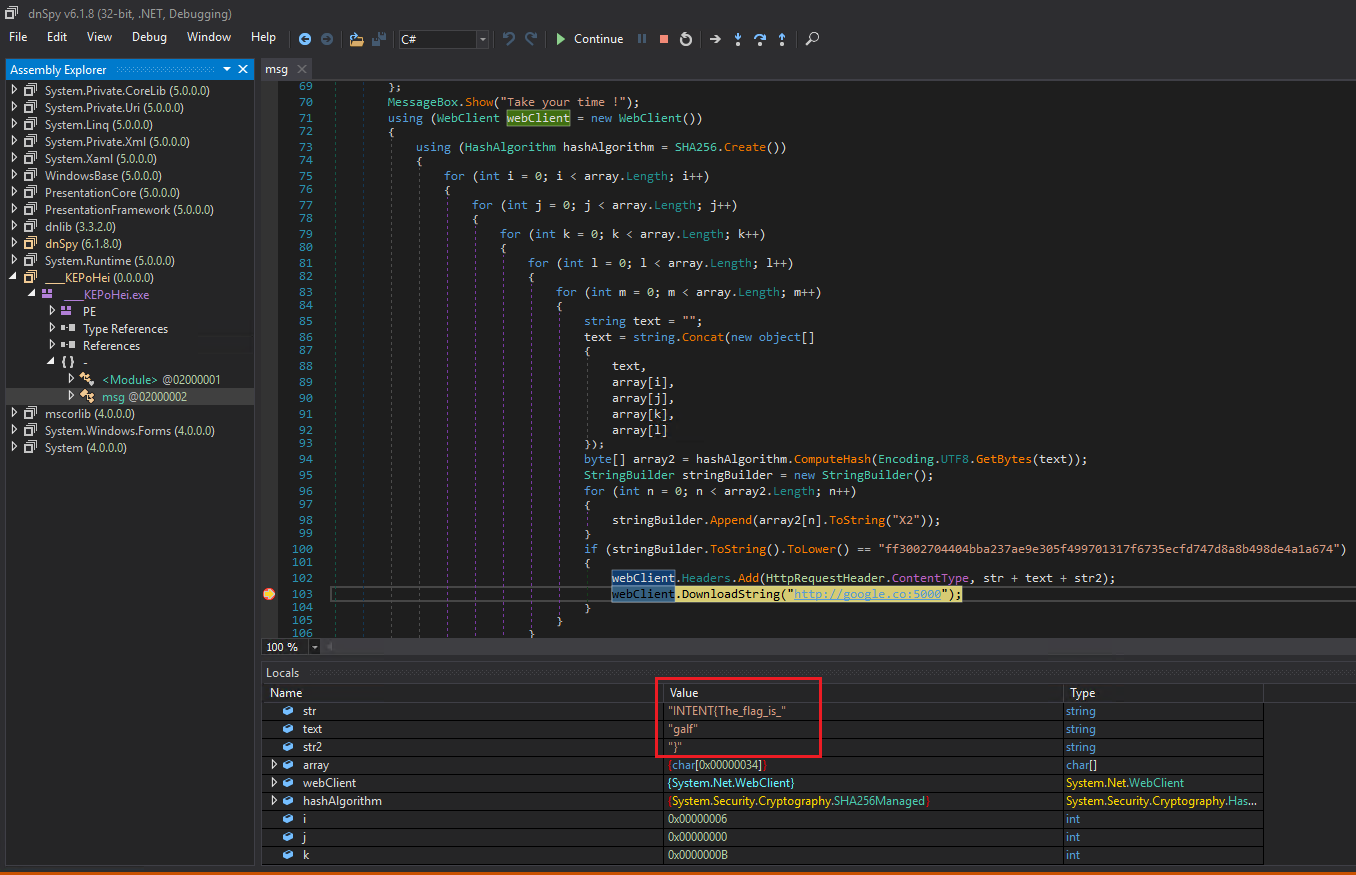 dnSpy v6.1.8 (32-bit, .NET, Debugging)
File Edit View Debug Window Help C# Continue
Assembly Explorer
msg
System.Private.CoreLib (5.0.0.0)
System.Private.Uri (5.0.0.0)
System.Linq (5.0.0.0)
System.Private.Xml (5.0.0.0)
System.Xaml (5.0.0.0)
WindowsBase (5.0.0.0)
PresentationCore (5.0.0.0)
PresentationFramework (5.0.0.0)
dnlib (3.3.2.0)
dnSpy (6.1.8.0)
System.Runtime (5.0.0.0)
___KEPoHei (0.0.0.0)
___KEPoHei.exe
PE
Type References
References
{ } -
<Module> @02000001
msg @02000002
mscorlib (4.0.0.0)
System.Windows.Forms (4.0.0.0)
System (4.0.0.0)
69 };
70 MessageBox.Show("Take your time !");
71 using (WebClient webClient = new WebClient())
72 {
73 using (HashAlgorithm hashAlgorithm = SHA256.Create())
74 {
75 for (int i = 0; i < array.Length; i++)
76 {
77 for (int j = 0; j < array.Length; j++)
78 {
79 for (int k = 0; k < array.Length; k++)
80 {
81 for (int l = 0; l < array.Length; l++)
82 {
83 for (int m = 0; m < array.Length; m++)
84 {
85 string text = "";
86 text = string.Concat(new object[]
87 {
88 text,
89 array[i],
90 array[j],
91 array[k],
92 array[l]
93 });
94 byte[] array2 = hashAlgorithm.ComputeHash(Encoding.UTF8.GetBytes(text));
95 StringBuilder stringBuilder = new StringBuilder();
96 for (int n = 0; n < array2.Length; n++)
97 {
98 stringBuilder.Append(array2[n].ToString("X2"));
99 }
100 if (stringBuilder.ToString().ToLower() == "ff3002704404bba237ae9e305f499701317f6735ecfd747d8a8b498de4a1a674")
101 {
102 webClient.Headers.Add(HttpRequestHeader.ContentType, str + text + str2);
103 webClient.DownloadString("http://google.co:5000");
104 }
105 }
106 }
100 %
Locals
Name Value Type
str "INTENT{The_flag_is_" string
text "galf" string
str2 "}" string
array {char[0x00000034]} char[]
webClient {System.Net.WebClient} System.Net.WebClient
hashAlgorithm {System.Security.Cryptography.SHA256Managed} System.Security.Cryptography.Has...
i 0x00000006 int
j 0x00000000 int
k 0x0000000B int